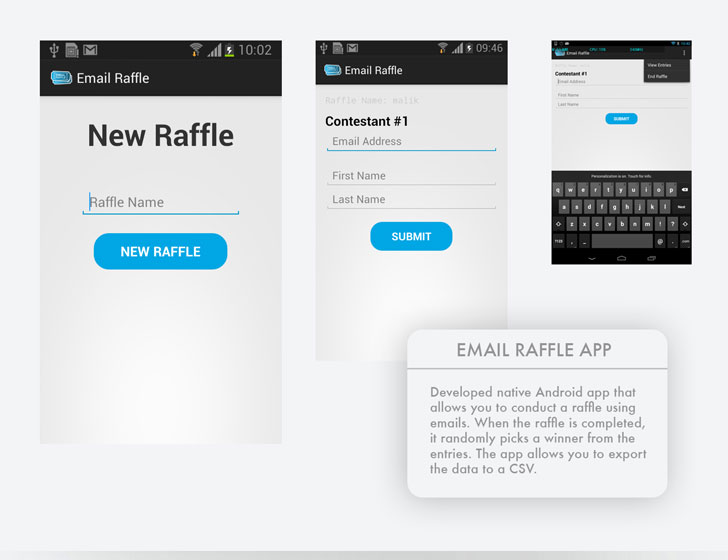 10:02
Email Raffle
New Raffle
Raffle Name
NEW RAFFLE
09:46
Email Raffle
Raffle Name: malik
Contestant #1
Email Address
First Name
Last Name
SUBMIT
Email Raffle
View Entries
End Raffle
Contestant #1
Email Address
First Name
Last Name
SUBMIT
Personalization is on. Touch for info.
q w e r t y u i o p
a s d f g h j k l Next
z x c v b n m ! ?
?123 , _ @ . .com
EMAIL RAFFLE APP
Developed native Android app that
allows you to conduct a raffle using
emails. When the raffle is completed,
it randomly picks a winner from the
entries. The app allows you to export
the data to a CSV.